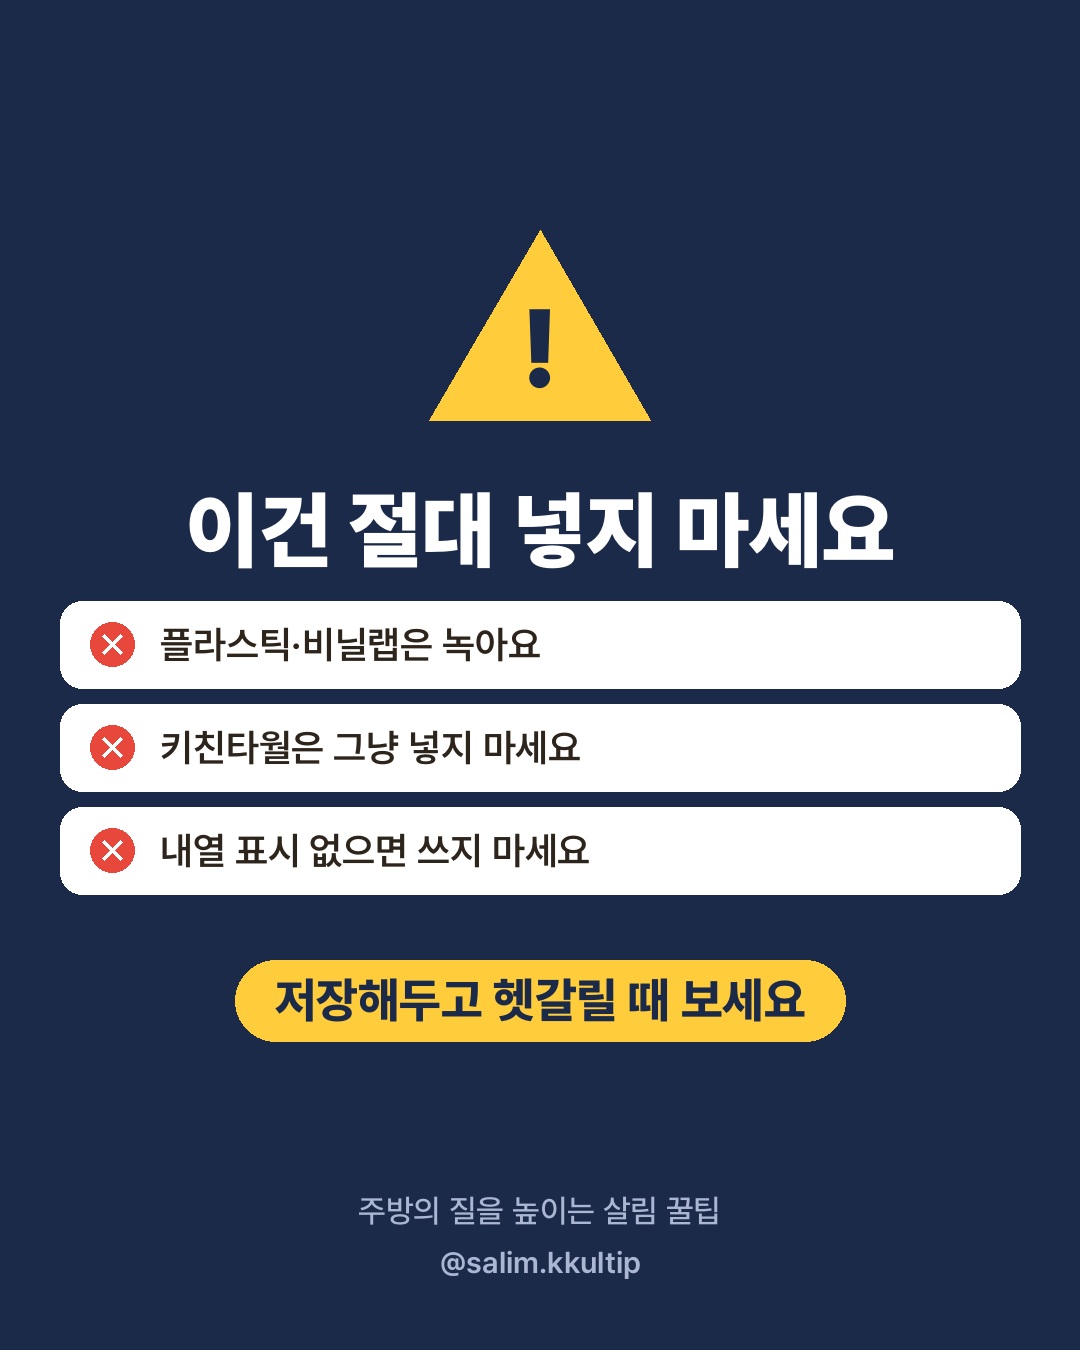 !
이건 절대 넣지 마세요
플라스틱·비닐랩은 녹아요
키친타월은 그냥 넣지 마세요
내열 표시 없으면 쓰지 마세요
저장해두고 헷갈릴 때 보세요
주방의 질을 높이는 살림 꿀팁
@salim.kkultip